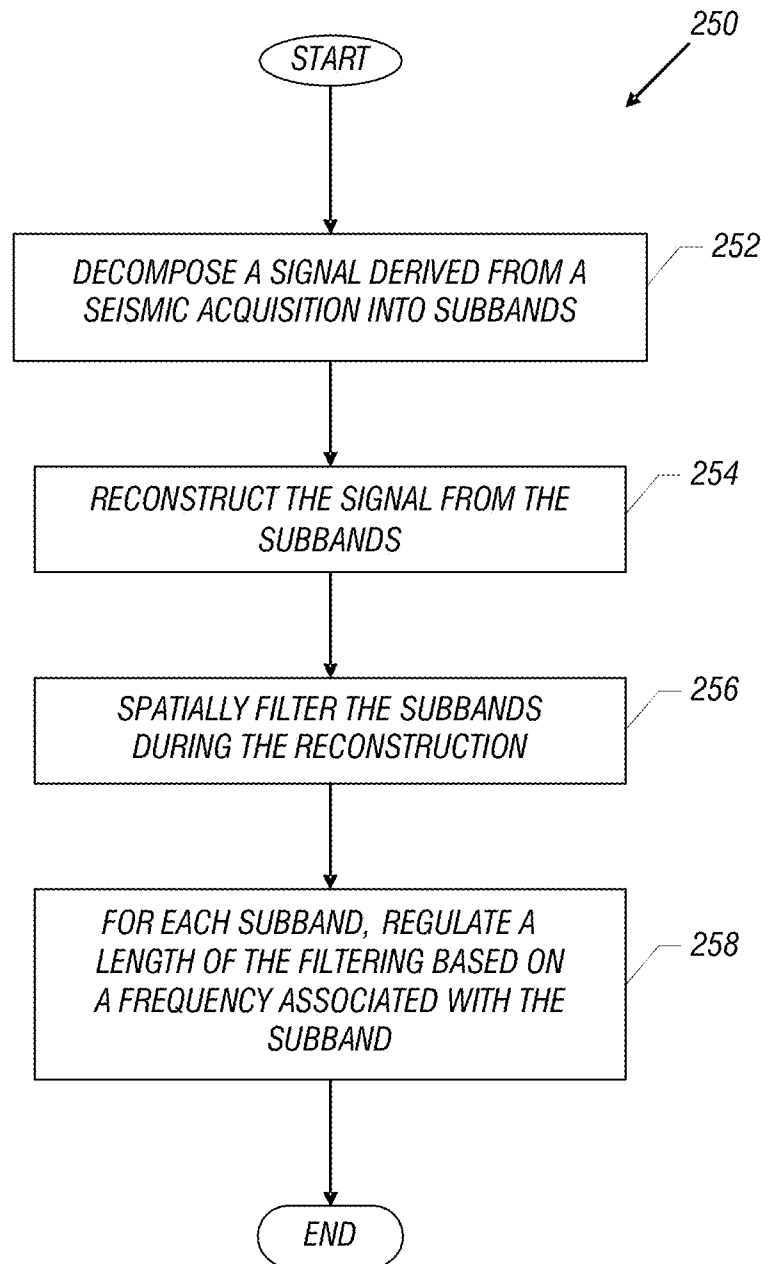 250
START
252
DECOMPOSE A SIGNAL DERIVED FROM A
SEISMIC ACQUISITION INTO SUBBANDS
254
RECONSTRUCT THE SIGNAL FROM THE
SUBBANDS
256
SPATIALLY FILTER THE SUBBANDS
DURING THE RECONSTRUCTION
258
FOR EACH SUBBAND, REGULATE A
LENGTH OF THE FILTERING BASED ON
A FREQUENCY ASSOCIATED WITH THE
SUBBAND
END